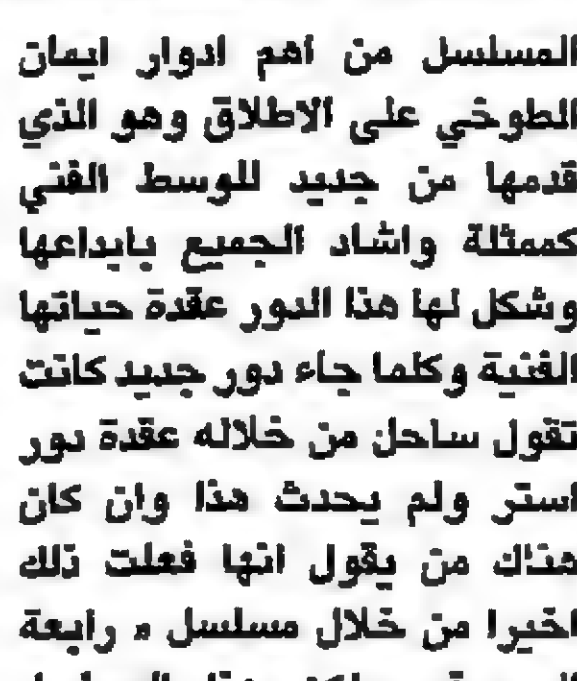 المسلسل من اهم ادوار ايمان
الطوخي على الاطلاق وهو الذي
قدمها من جديد للوسط الفني
كممثلة واشاد الجميع بابداعها
وشكل لها هذا الدور عقدة حياتها
الفنية وكلما جاء دور جديد كانت
تقول ساحل من خلاله عقدة دور
استر ولم يحدث هذا وان كان
هناك من يقول انها فعلت ذلك
اخيرا من خلال مسلسل « رابعة